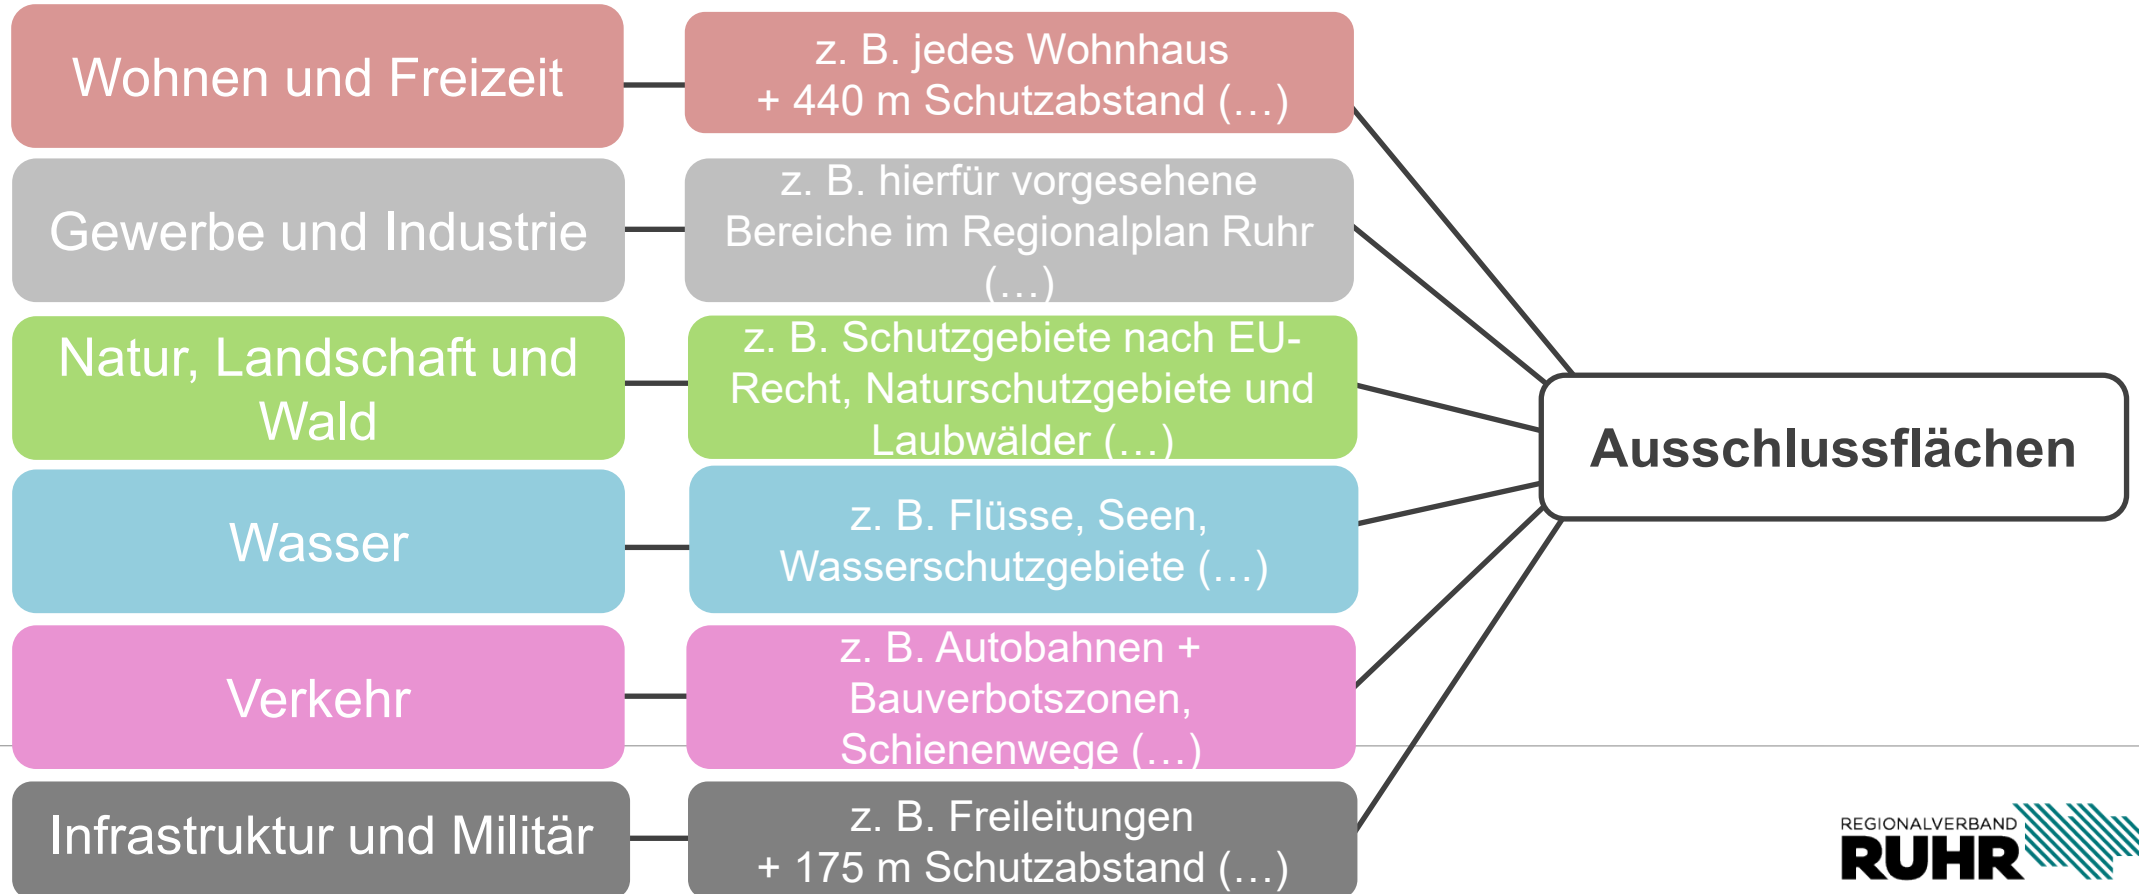 Wohnen und Freizeit
z. B. jedes Wohnhaus
+ 440 m Schutzabstand (…)
Gewerbe und Industrie
z. B. hierfür vorgesehene
Bereiche im Regionalplan Ruhr
(…)
Natur, Landschaft und
Wald
z. B. Schutzgebiete nach EU-
Recht, Naturschutzgebiete und
Laubwälder (…)
Wasser
z. B. Flüsse, Seen,
Wasserschutzgebiete (…)
Verkehr
z. B. Autobahnen +
Bauverbotszonen,
Schienenwege (…)
Infrastruktur und Militär
z. B. Freileitungen
+ 175 m Schutzabstand (…)
Ausschlussflächen
REGIONALVERBAND
RUHR